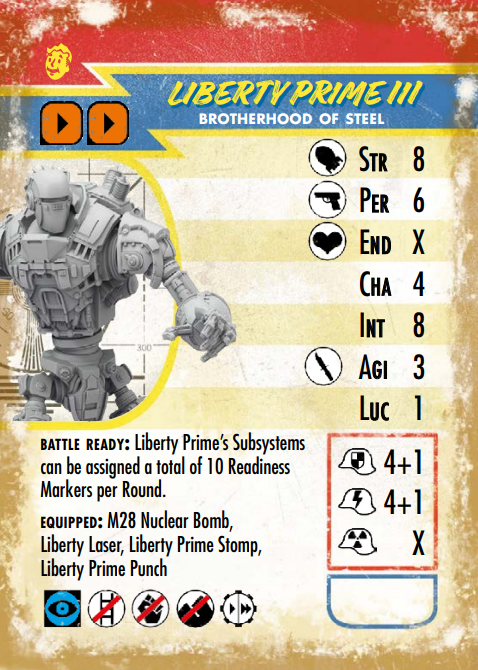 LIBERTY PRIME III
BROTHERHOOD OF STEEL
STR 8
PER 6
END X
CHA 4
INT 8
AGI 3
LUC 1
300
BATTLE READY: Liberty Prime's Subsystems
can be assigned a total of 10 Readiness
Markers per Round.
EQUIPPED: M28 Nuclear Bomb,
Liberty Laser, Liberty Prime Stomp,
Liberty Prime Punch
4+1
4+1
X